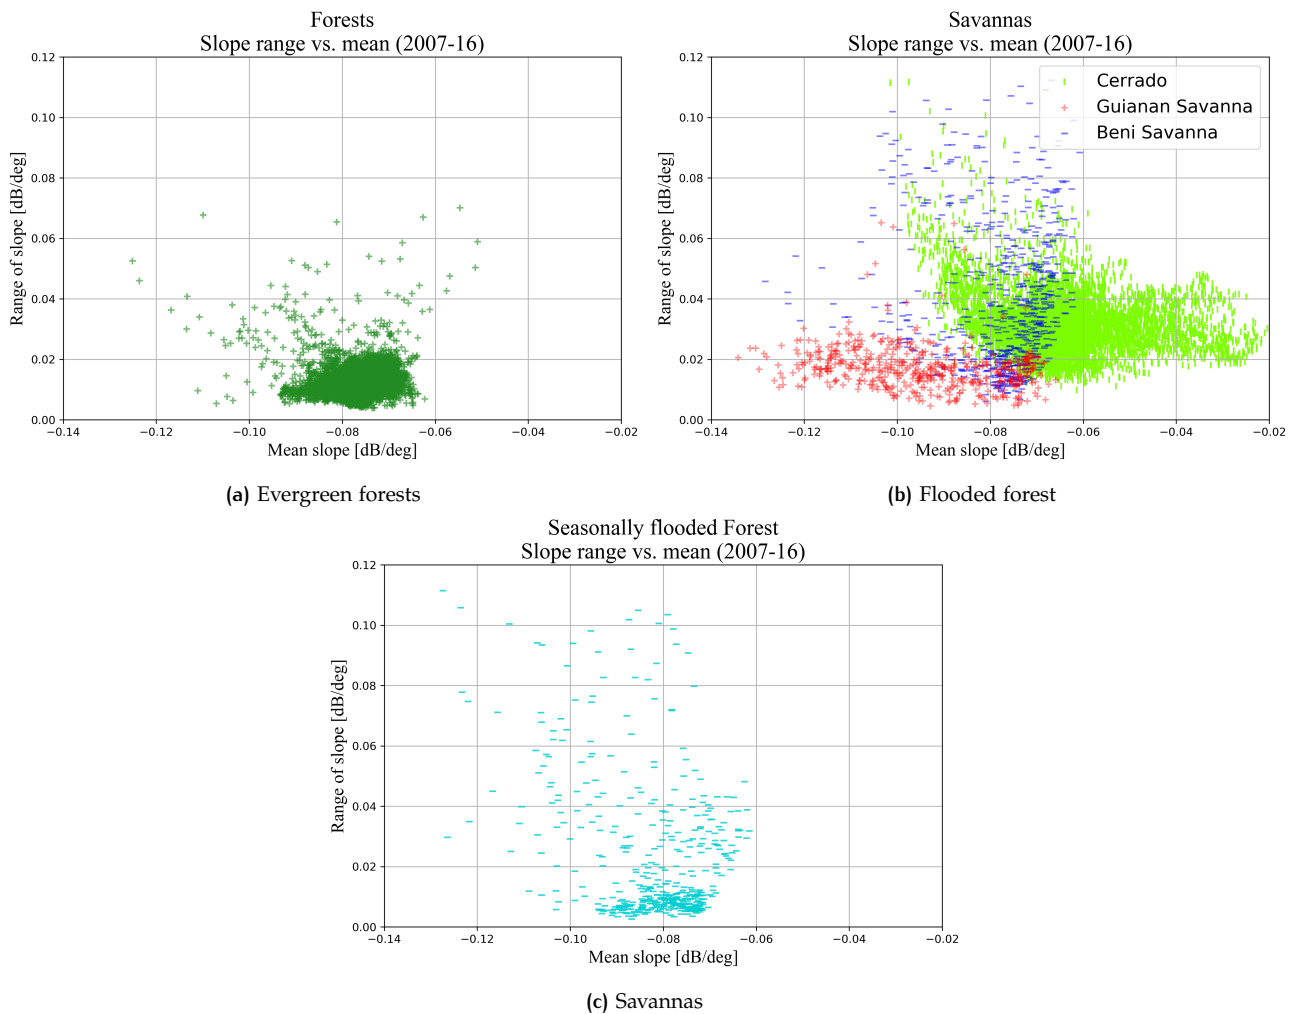 Forests
Slope range vs. mean (2007-16)
0.12
0.10
0.08
0.06
0.04
0.02
0.00
Range of slope [dB/deg]
−0.14 −0.12 −0.10 −0.08 −0.06 −0.04 −0.02
Mean slope [dB/deg]
(a) Evergreen forests
Savannas
Slope range vs. mean (2007-16)
Cerrado
Guianan Savanna
Beni Savanna
0.12
0.10
0.08
0.06
0.04
0.02
0.00
Range of slope [dB/deg]
−0.14 −0.12 −0.10 −0.08 −0.06 −0.04 −0.02
Mean slope [dB/deg]
(b) Flooded forest
Seasonally flooded Forest
Slope range vs. mean (2007-16)
0.12
0.10
0.08
0.06
0.04
0.02
0.00
Range of slope [dB/deg]
−0.14 −0.12 −0.10 −0.08 −0.06 −0.04 −0.02
Mean slope [dB/deg]
(c) Savannas